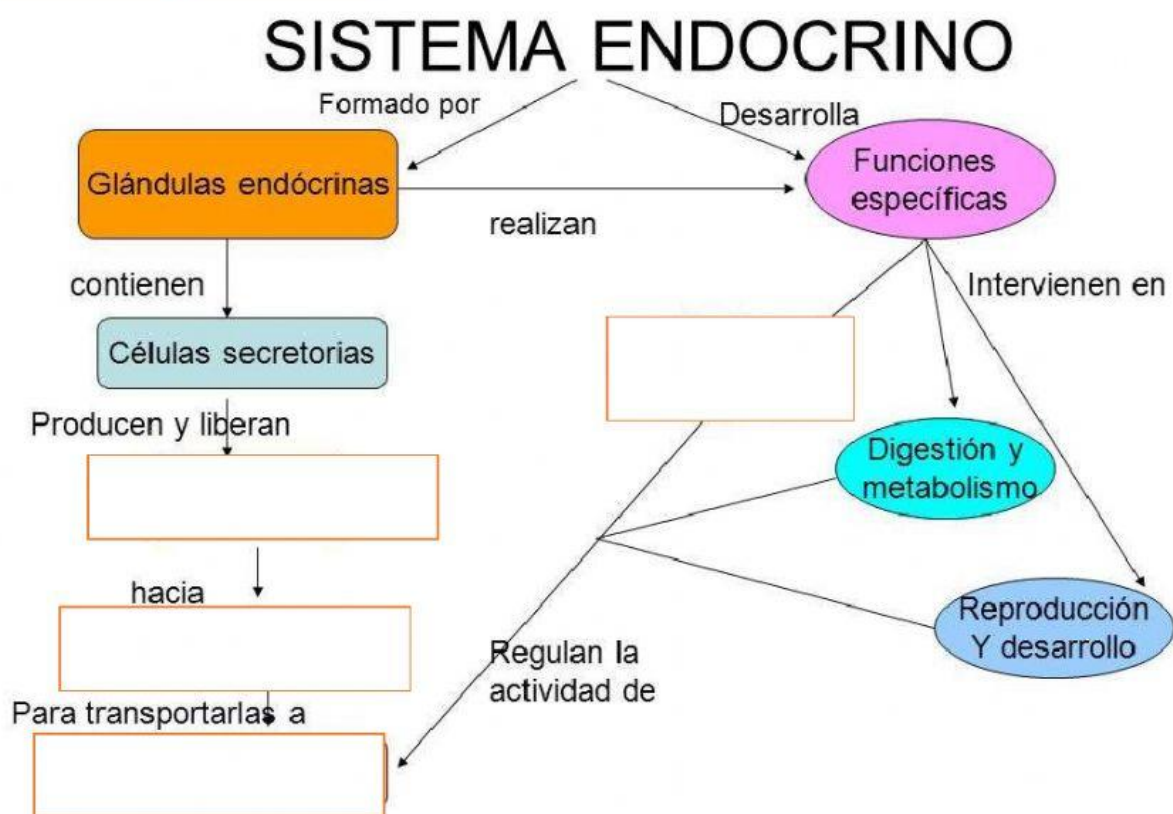 SISTEMA ENDOCRINO
Formado por
Desarrolla
Glándulas endócrinas
Funciones
específicas
realizan
contienen
Intervienen en
Células secretorias
Producen y liberan
Digestión y
metabolismo
hacia
Reproducción
Y desarrollo
Regulan la
actividad de
Para transportarlas a